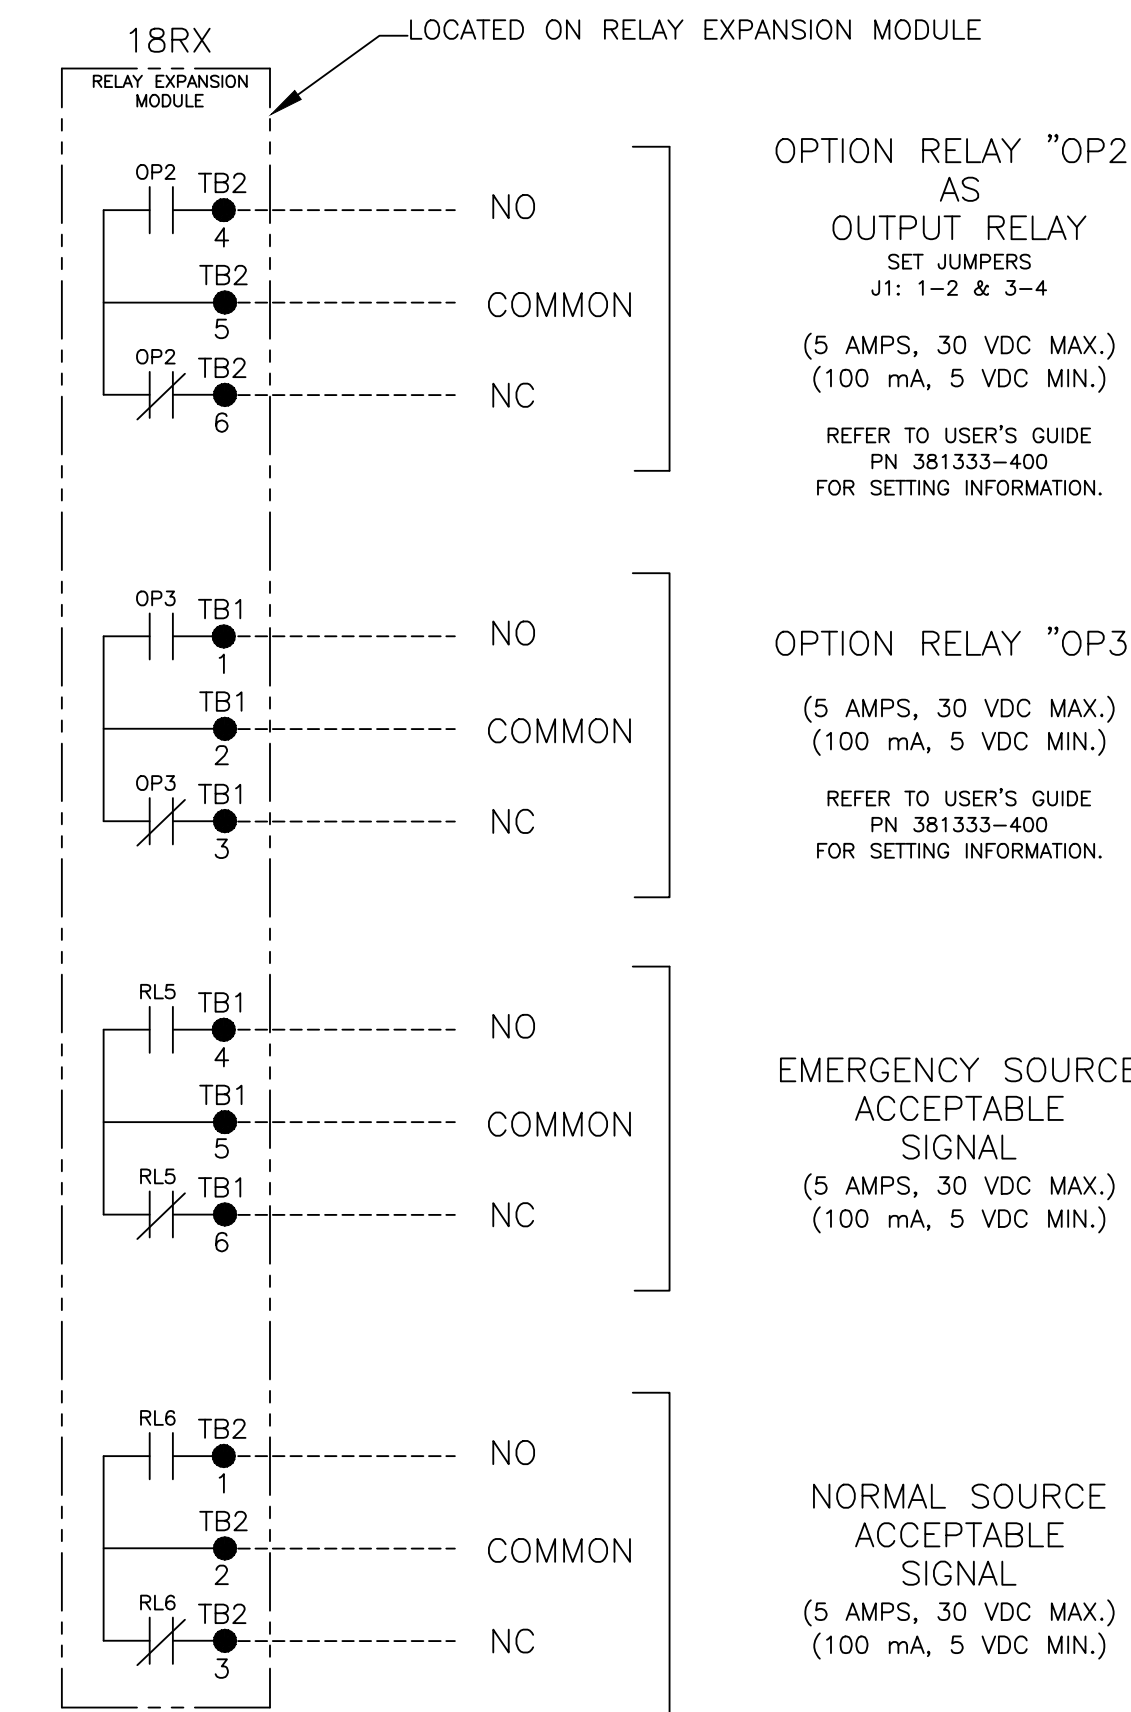 LOCATED ON RELAY EXPANSION MODULE
18RX
RELAY EXPANSION
MODULE
OP2 TB2 4 NO
TB2 5 COMMON
OP2 TB2 6 NC
OPTION RELAY "OP2
AS
OUTPUT RELAY
SET JUMPERS
J1: 1-2 & 3-4
(5 AMPS, 30 VDC MAX.)
(100 mA, 5 VDC MIN.)
REFER TO USER'S GUIDE
PN 381333-400
FOR SETTING INFORMATION.
OP3 TB1 1 NO
TB1 2 COMMON
OP3 TB1 3 NC
OPTION RELAY "OP3
(5 AMPS, 30 VDC MAX.)
(100 mA, 5 VDC MIN.)
REFER TO USER'S GUIDE
PN 381333-400
FOR SETTING INFORMATION.
RL5 TB1 4 NO
TB1 5 COMMON
RL5 TB1 6 NC
EMERGENCY SOURCE
ACCEPTABLE
SIGNAL
(5 AMPS, 30 VDC MAX.)
(100 mA, 5 VDC MIN.)
RL6 TB2 1 NO
TB2 2 COMMON
RL6 TB2 3 NC
NORMAL SOURCE
ACCEPTABLE
SIGNAL
(5 AMPS, 30 VDC MAX.)
(100 mA, 5 VDC MIN.)